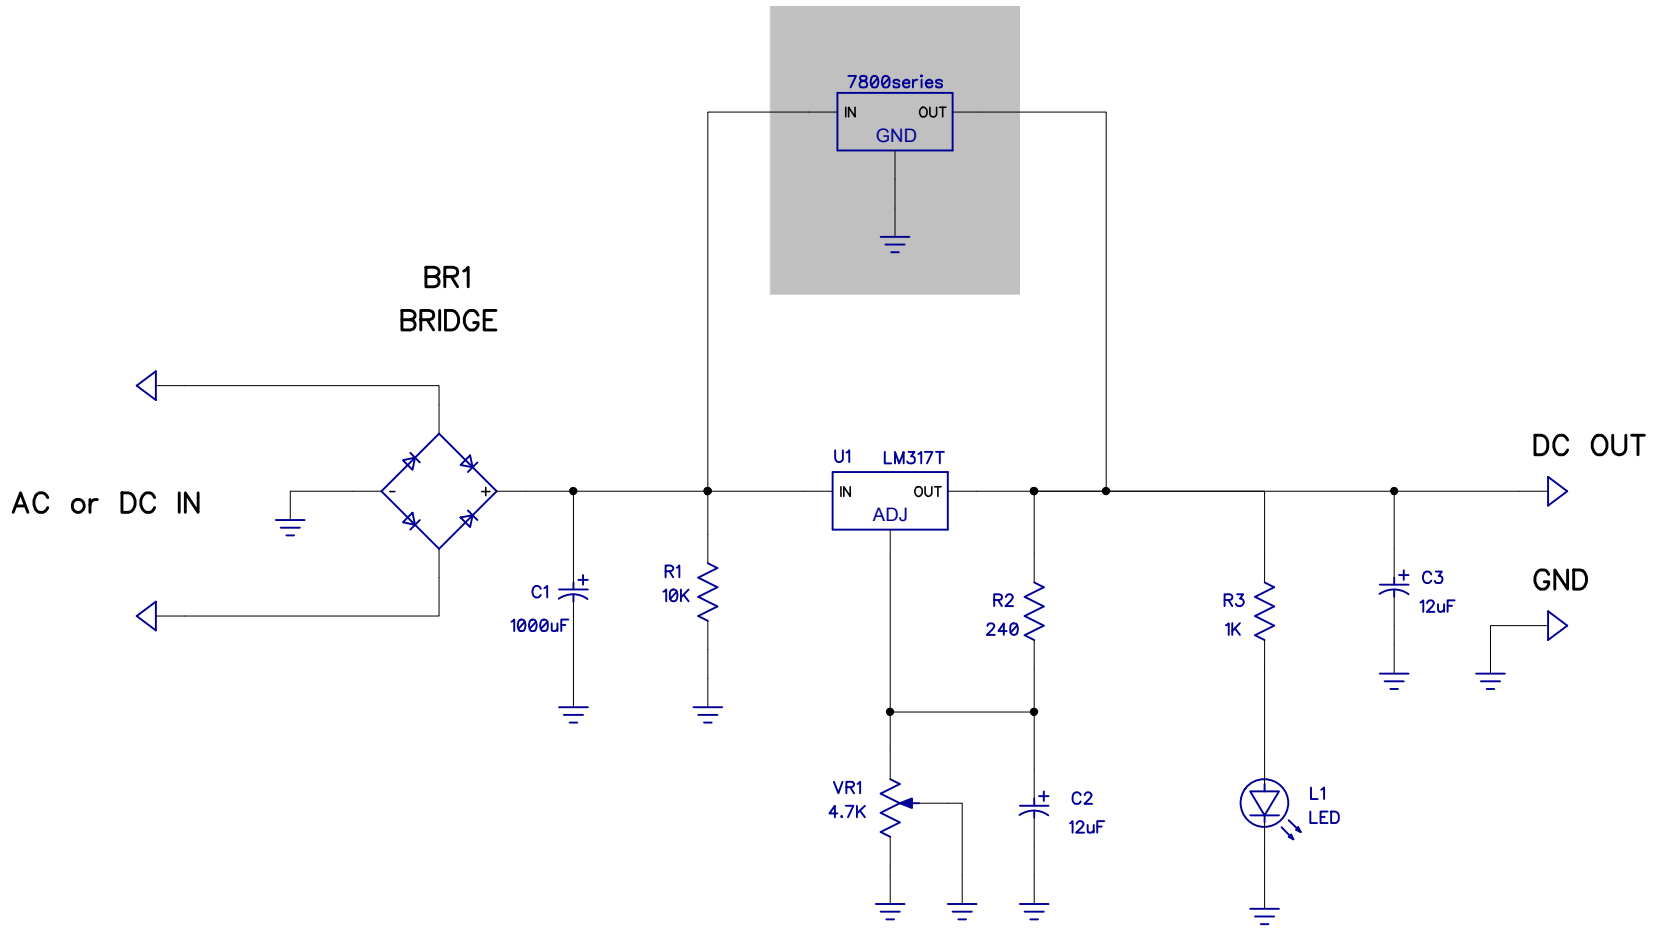 7800series
IN OUT
GND
BR1
BRIDGE
AC or DC IN
- +
U1 LM317T
IN OUT
ADJ
DC OUT
GND
+
C1
1000uF
R1
10K
R2
240
R3
1K
+
C3
12uF
VR1
4.7K
+
C2
12uF
L1
LED